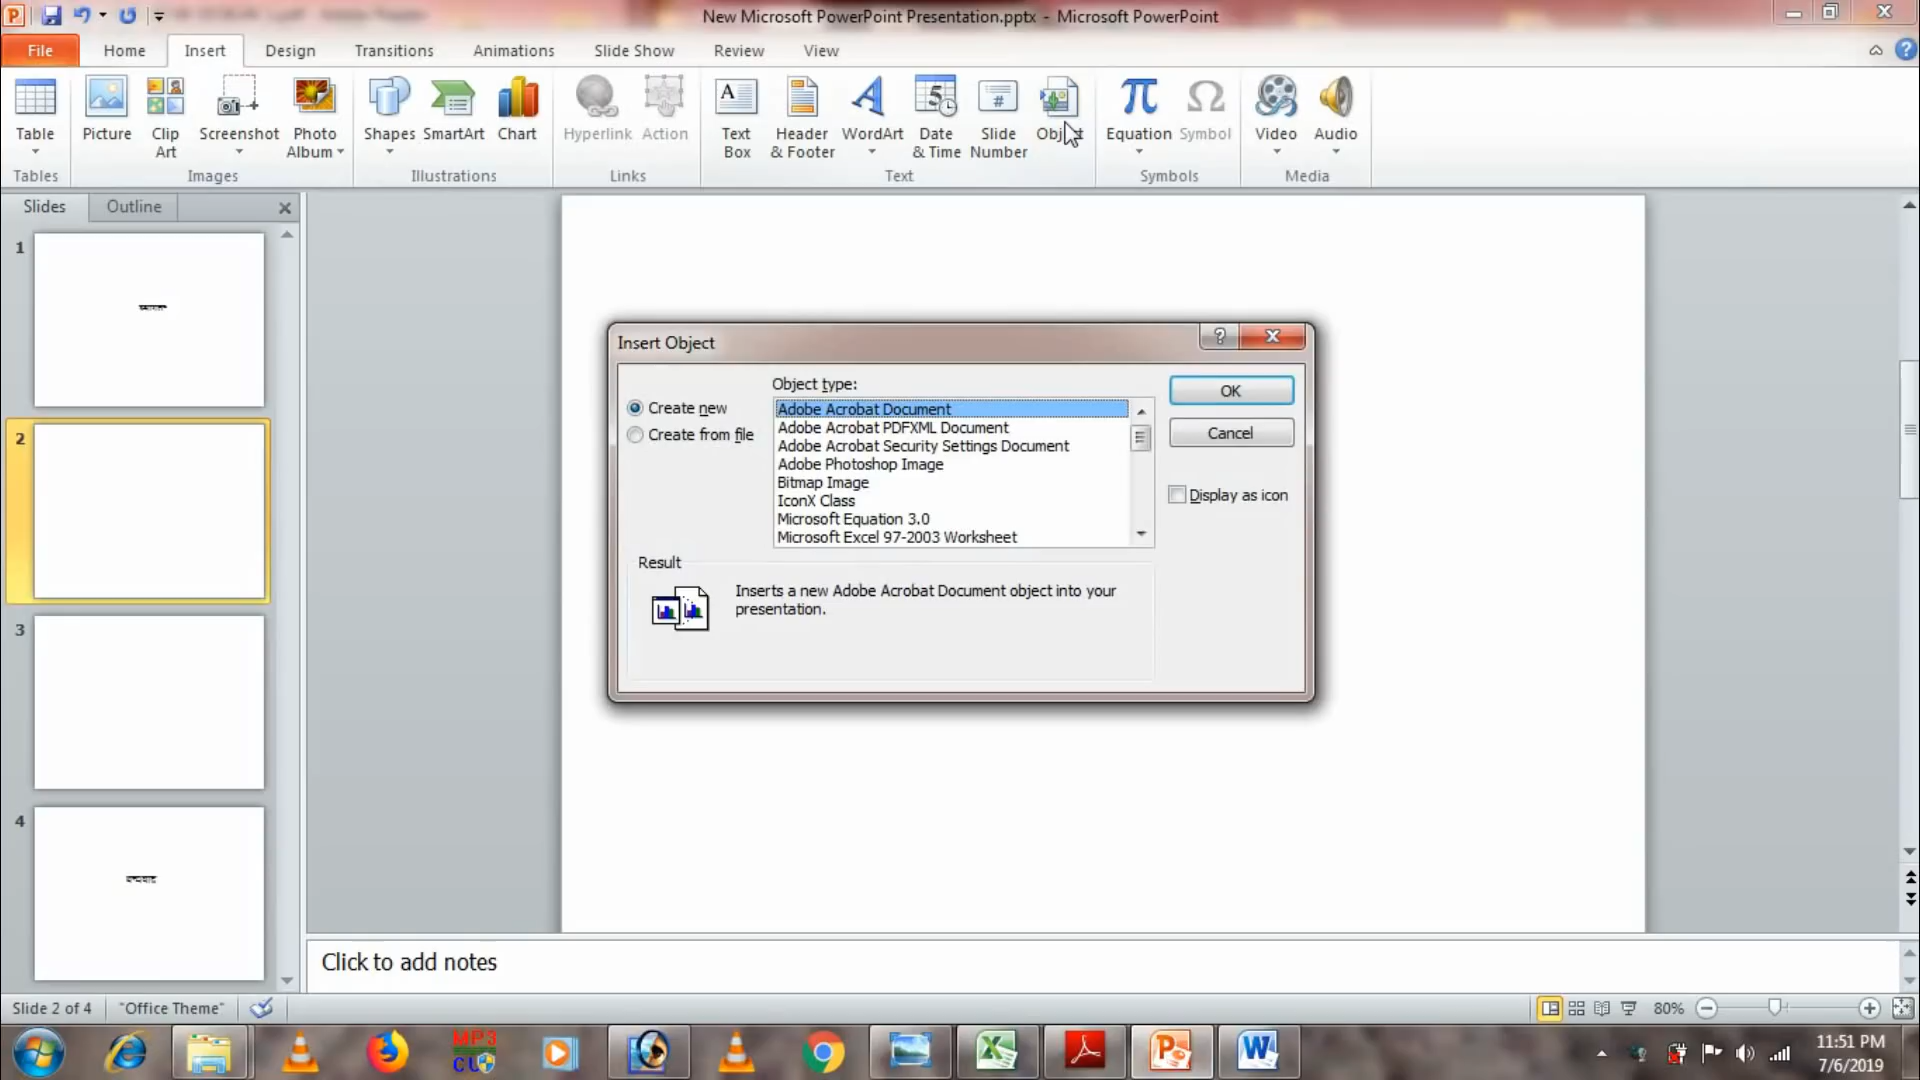 New Microsoft PowerPoint Presentation.pptx - Microsoft PowerPoint
File Home Insert Design Transitions Animations Slide Show Review View
Table Picture Clip Art Screenshot Photo Album Shapes SmartArt Chart Hyperlink Action Text Box Header & Footer WordArt Date & Time Slide Number Object Equation Symbol Video Audio
Tables Images Illustrations Links Text Symbols Media
Slides Outline
1
2
3
4
Insert Object
Object type:
Create new
Create from file
Adobe Acrobat Document
Adobe Acrobat PDFXML Document
Adobe Acrobat Security Settings Document
Adobe Photoshop Image
Bitmap Image
IconX Class
Microsoft Equation 3.0
Microsoft Excel 97-2003 Worksheet
OK
Cancel
Display as icon
Result
Inserts a new Adobe Acrobat Document object into your
presentation.
Click to add notes
Slide 2 of 4 "Office Theme" 80%
MP3
CU
11:51 PM
7/6/2019